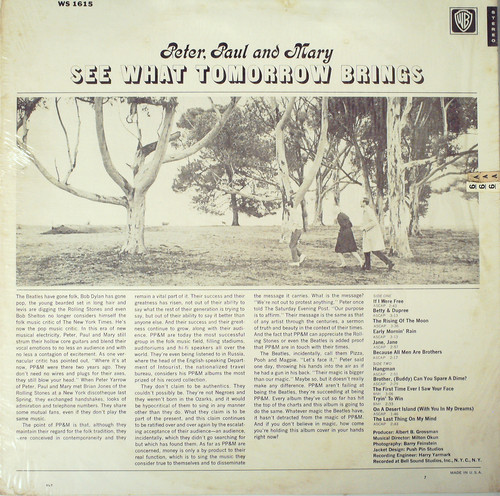 WS 1615
WB
STEREO
Peter, Paul and Mary
SEE WHAT TOMORROW BRINGS
The Beatles have gone folk. Bob Dylan has gone
pop, the young bearded set in long hair and
levis are digging the Rolling Stones and even
Bob Shelton no longer considers himself the
folk music critic of The New York Times. He's
now the pop music critic. In this era of new
musical electricity, Peter, Paul and Mary still
strum their hollow core guitars and blend their
vocal emotions to no less an audience and with
no less a contagion of excitement. As one ver-
nacular critic has pointed out, "Where it's at
now, PP&M were there two years ago. They
don't need no wires and plugs for their axes,
they still blow your head." When Peter Yarrow
of Peter, Paul and Mary met Brian Jones of the
Rolling Stones at a New York discotheque last
Spring, they exchanged handshakes, looks of
admiration and telephone numbers. They share
some mutual fans, even if they don't play the
same music.
The point of PP&M is that, although they
maintain their regard for the folk tradition, they
are conceived in contemporaneity and they
remain a vital part of it. Their success and their
greatness has risen, not out of their ability to
say what the rest of their generation is trying to
say, but out of their ability to say it better than
anyone else. And their success and their great-
ness continue to grow, along with their audi-
ence. PP&M are today the most successful
group in the folk music field, filling stadiums,
auditoriums and hi fi speakers all over the
world. They're even being listened to in Russia,
where the head of the English-speaking Depart-
ment of Intourist, the nationalized travel
bureau, considers his PP&M albums the most
prized of his record collection.
They don't claim to be authentics. They
couldn't possibly be. They're not Negroes and
they weren't born in the Ozarks, and it would
be hypocritical of them to sing in any manner
other than they do. What they claim is to be
part of the present, and this claim continues
to be ratified over and over again by the escalat-
ing acceptance of their audience—an audience,
incidentally, which they didn't go searching for
but which has found them. As far as PP&M are
concerned, money is only a by-product to their
real function, which is to sing the music they
consider true to themselves and to disseminate
the message it carries. What is the message?
"We're not out to protest anything," Peter once
told The Saturday Evening Post. "Our purpose
is to affirm." Their message is the same as that
of any artist through the centuries, a sermon
of truth and beauty in the context of their times.
And the fact that PP&M can appreciate the Roll-
ing Stones or even the Beatles is added proof
that PP&M are in touch with their times.
The Beatles, incidentally, call them Pizza,
Pooh and Magpie. "Let's face it," Peter said
one day, throwing his hands into the air as if
he had a gun in his back. "Their magic is bigger
than our magic." Maybe so, but it doesn't really
make any difference. PP&M aren't failing at
being the Beatles; they're succeeding at being
PP&M. Every album they've cut so far has hit
the top of the charts and this album is going to
do the same. Whatever magic the Beatles have,
it hasn't detracted from the magic of PP&M.
And if you don't believe in magic, how come
you're holding this album cover in your hands
right now?
SIDE ONE
If I Were Free
Betty & Dupree
The Rising Of The Moon
Early Mornin' Rain
Jane, Jane
Because All Men Are Brothers
SIDE TWO
Hangman
Brother, (Buddy) Can You Spare A Dime?
The First Time Ever I Saw Your Face
Tryin' To Win
On A Desert Island (With You In My Dreams)
The Last Thing On My Mind
Producer: Albert B. Grossman
Musical Director: Milton Okun
Photography: Barry Feinstein
Jacket Design: Push Pin Studios
Recording Engineer: Harry Yarmark
Recorded at Bell Sound Studios, Inc., N.Y.C., N.Y.
MADE IN U.S.A.